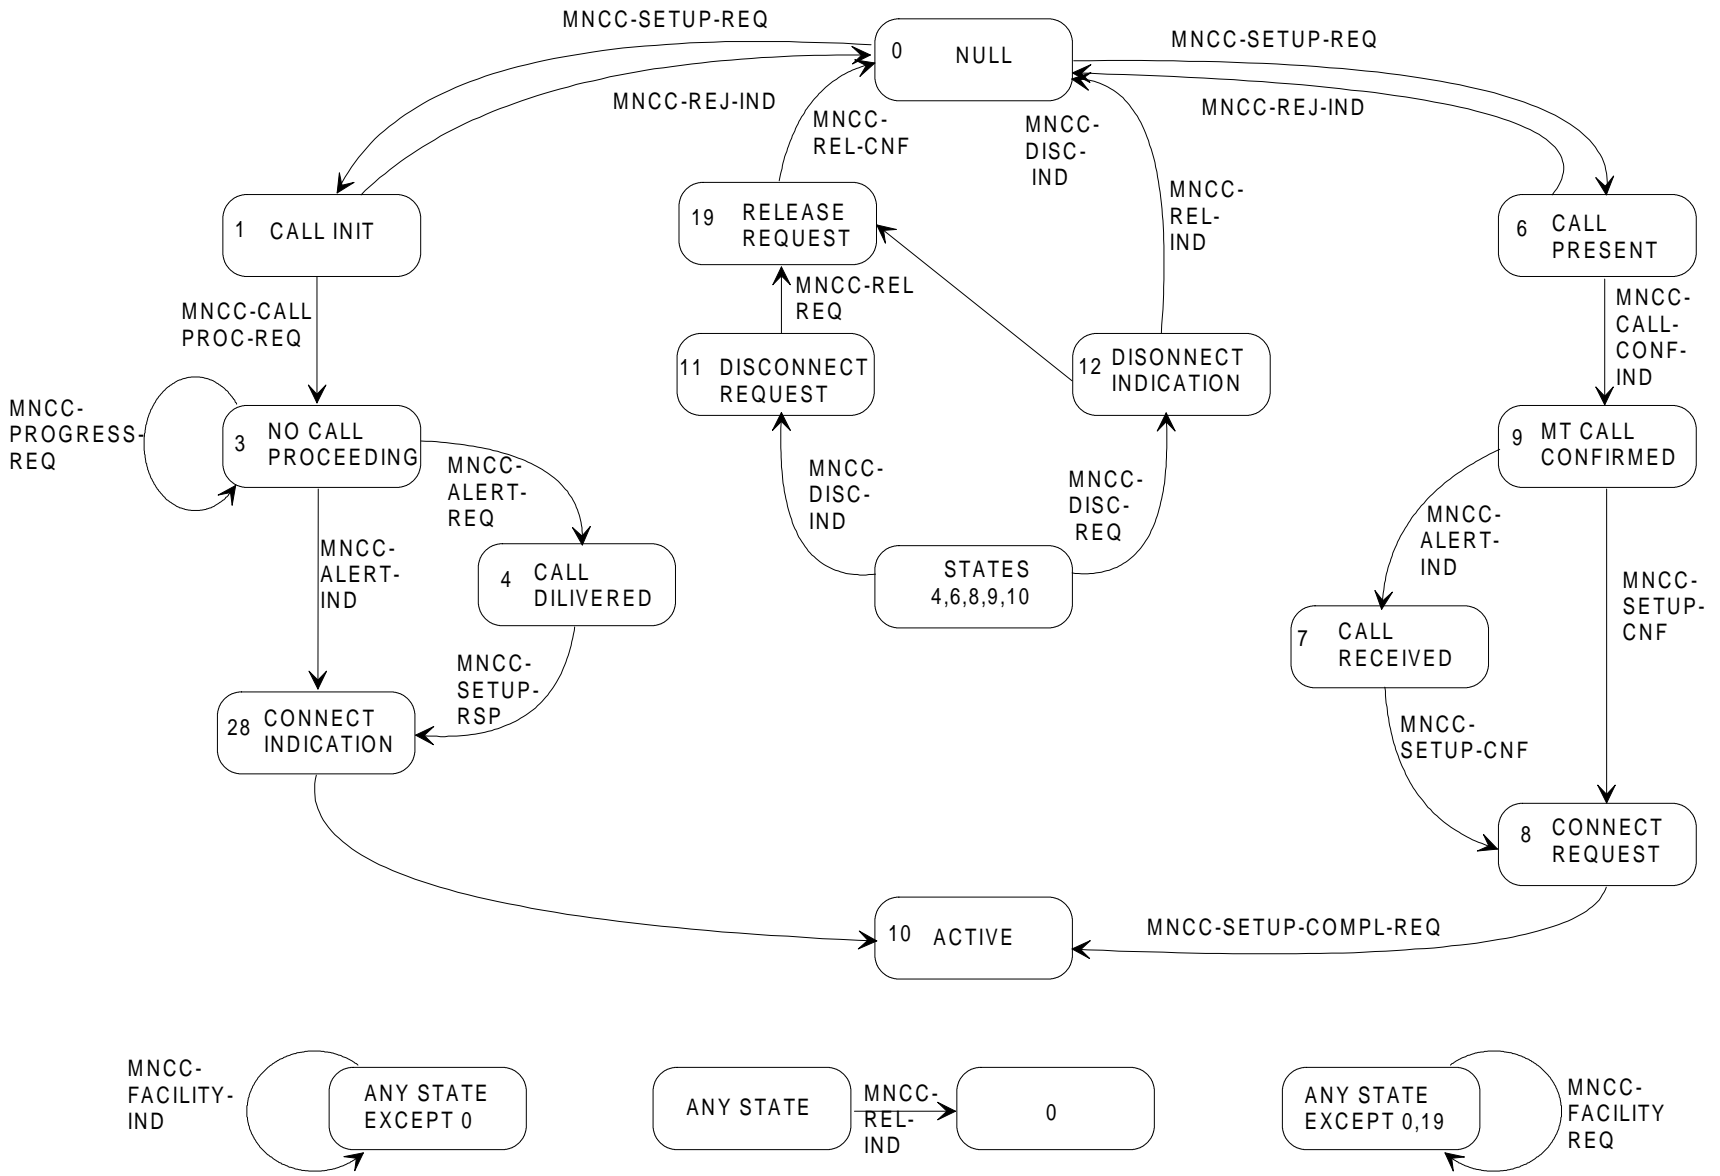 MNCC-SETUP-REQ
0 NULL
MNCC-SETUP-REQ
MNCC-REJ-IND
MNCC-REJ-IND
MNCC-
REL-CNF
MNCC-
DISC-
IND
MNCC-
REL-
IND
1 CALL INIT
19 RELEASE
REQUEST
6 CALL
PRESENT
MNCC-CALL
PROC-REQ
MNCC-REL
REQ
MNCC-
CALL-
CONF-
IND
11 DISCONNECT
REQUEST
12 DISONNECT
INDICATION
MNCC-
PROGRESS-
REQ
3 NO CALL
PROCEEDING
MNCC-
ALERT-
REQ
MNCC-
DISC-
IND
MNCC-
DISC-
REQ
9 MT CALL
CONFIRMED
MNCC-
ALERT-
IND
MNCC-
ALERT-
IND
4 CALL
DILIVERED
STATES
4,6,8,9,10
MNCC-
SETUP-
CNF
7 CALL
RECEIVED
MNCC-
SETUP-
RSP
28 CONNECT
INDICATION
MNCC-
SETUP-CNF
8 CONNECT
REQUEST
10 ACTIVE
MNCC-SETUP-COMPL-REQ
MNCC-
FACILITY-
IND
ANY STATE
EXCEPT 0
ANY STATE
MNCC-
REL-
IND
0
ANY STATE
EXCEPT 0,19
MNCC-
FACILITY
REQ